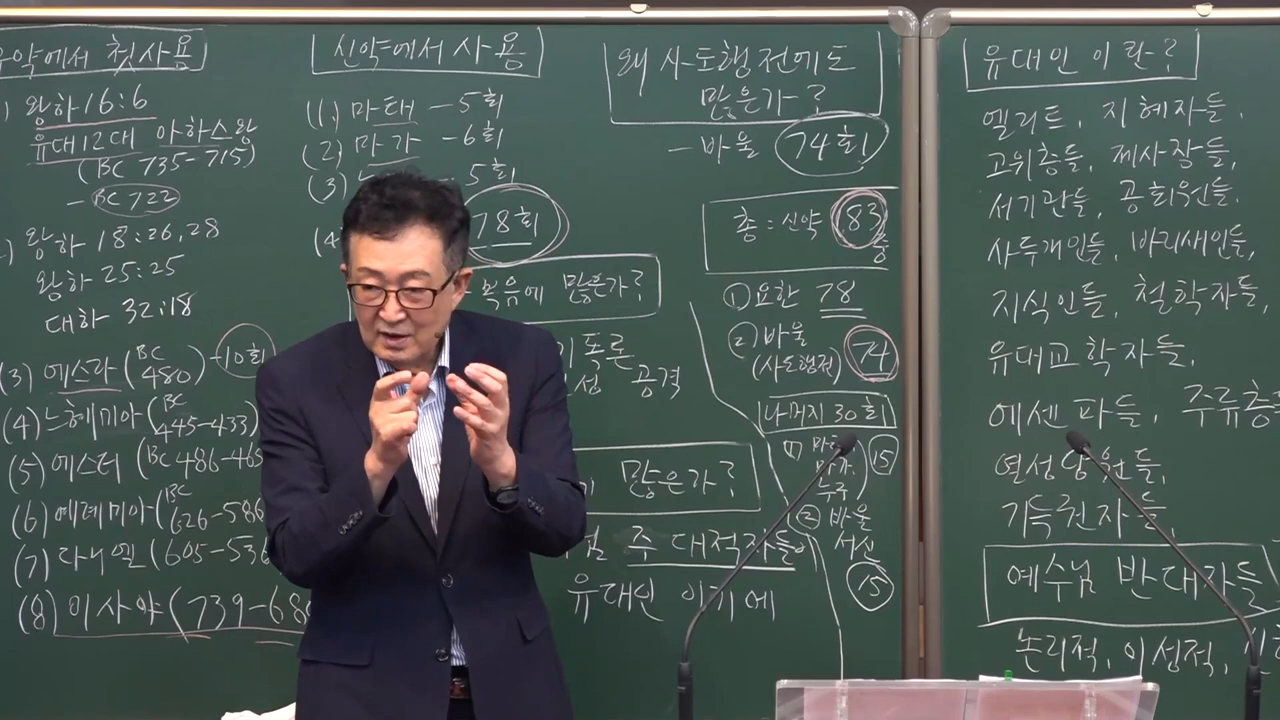 약에서 첫사용
왕하 16:6
유대 12대 아하스왕
(BC 735-715)
- BC 722
왕하 18:26,28
왕하 25:25
대하 32:18
(3) 에스라 (BC 480) - 10회
(4) 느헤미야 (BC 445-433)
(5) 에스더 (BC 486-465
(6) 예레미야 (BC 626-586
(7) 다니엘 (605-536
(8) 이사야 (739-680
신약에서 사용
(1) 마태 - 5회
(2) 마가 - 6회
(3) - 5회
(4 78회
복음에 많은가?
폭론
공격
많은가?
주 대적자들
유대인 이기에
왜 사도행전에도
많은가?
- 바울 74회
총 : 신약 83
중
① 요한 78
② 바울
(사도행전) 74
나머지 30회
① 마
15
② 바울
서신
15
유대인이란?
엘리트, 지혜자들,
고위층들, 제사장들,
서기관들, 공회원들,
사두개인들, 바리새인들,
지식인들, 철학자들,
유대교 학자들,
에센파들, 주류층
열성당원들,
기득권자들
예수님 반대자들
논리적, 이성적,